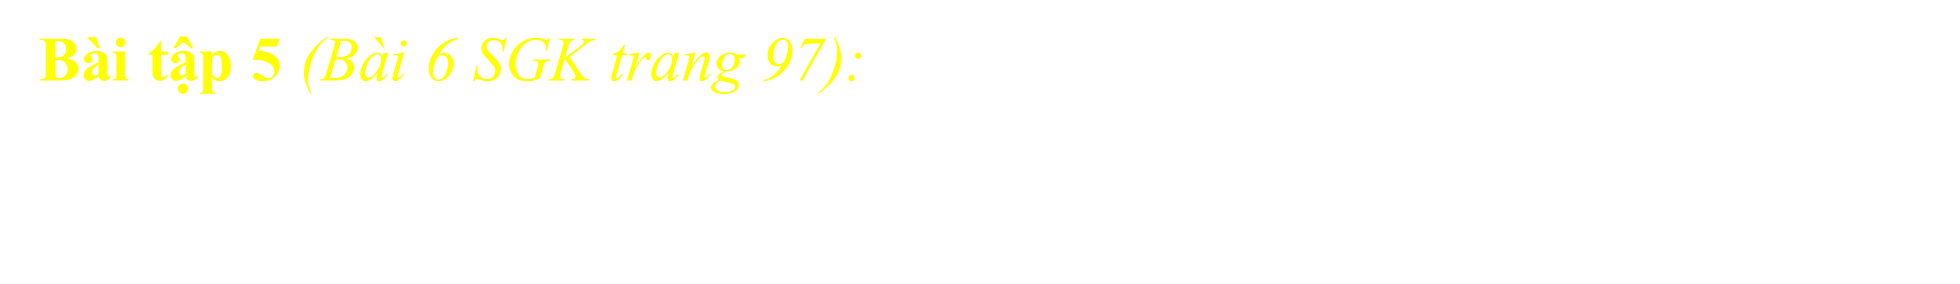 Bài tập 5 (Bài 6 SGK trang 97):